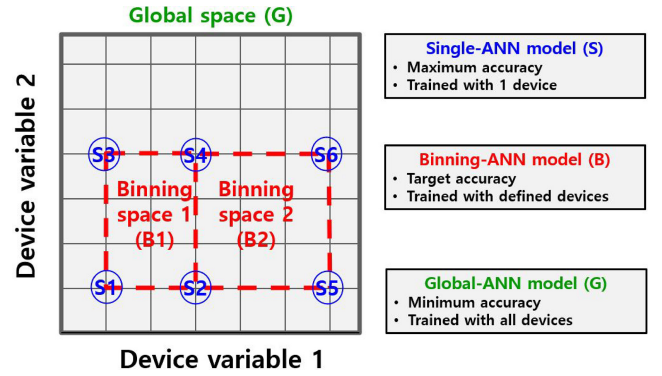 Global space (G)
Device variable 2
S3
S4
S6
Binning
space 1
(B1)
Binning
space 2
(B2)
S1
S2
S5
Device variable 1
Single-ANN model (S)
• Maximum accuracy
• Trained with 1 device
Binning-ANN model (B)
• Target accuracy
• Trained with defined devices
Global-ANN model (G)
• Minimum accuracy
• Trained with all devices